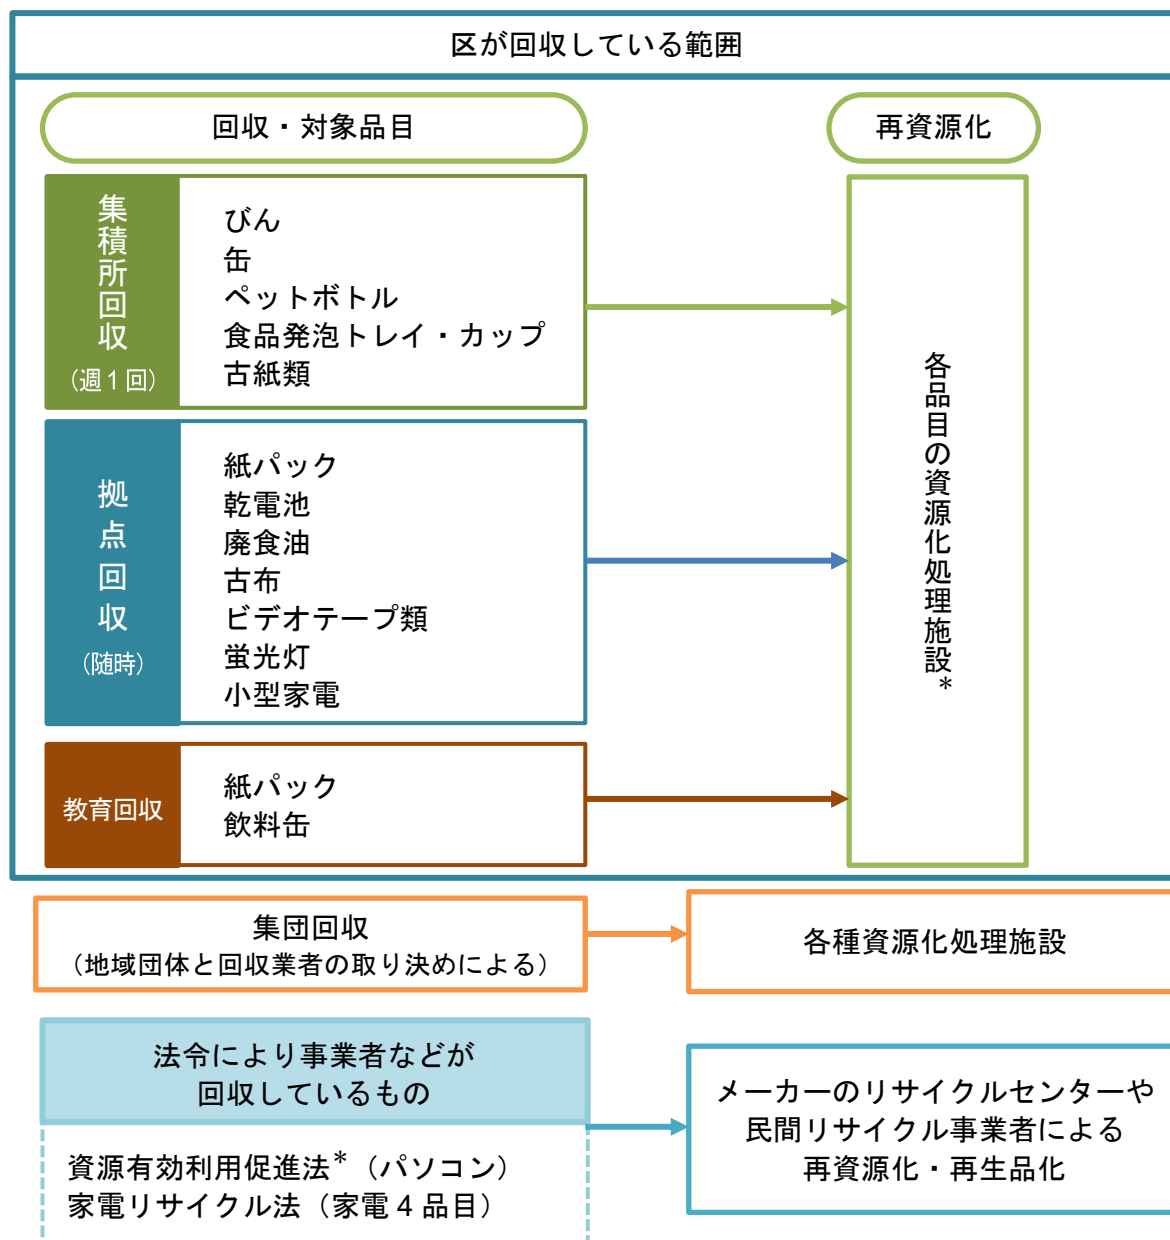 区が回収している範囲
回収・対象品目
再資源化
集積所回収
（週１回）
びん
缶
ペットボトル
食品発泡トレイ・カップ
古紙類
拠点回収
（随時）
紙パック
乾電池
廃食油
古布
ビデオテープ類
蛍光灯
小型家電
教育回収
紙パック
飲料缶
各品目の資源化処理施設*
集団回収
（地域団体と回収業者の取り決めによる）
各種資源化処理施設
法令により事業者などが
回収しているもの
資源有効利用促進法*（パソコン）
家電リサイクル法（家電４品目）
メーカーのリサイクルセンターや
民間リサイクル事業者による
再資源化・再生品化